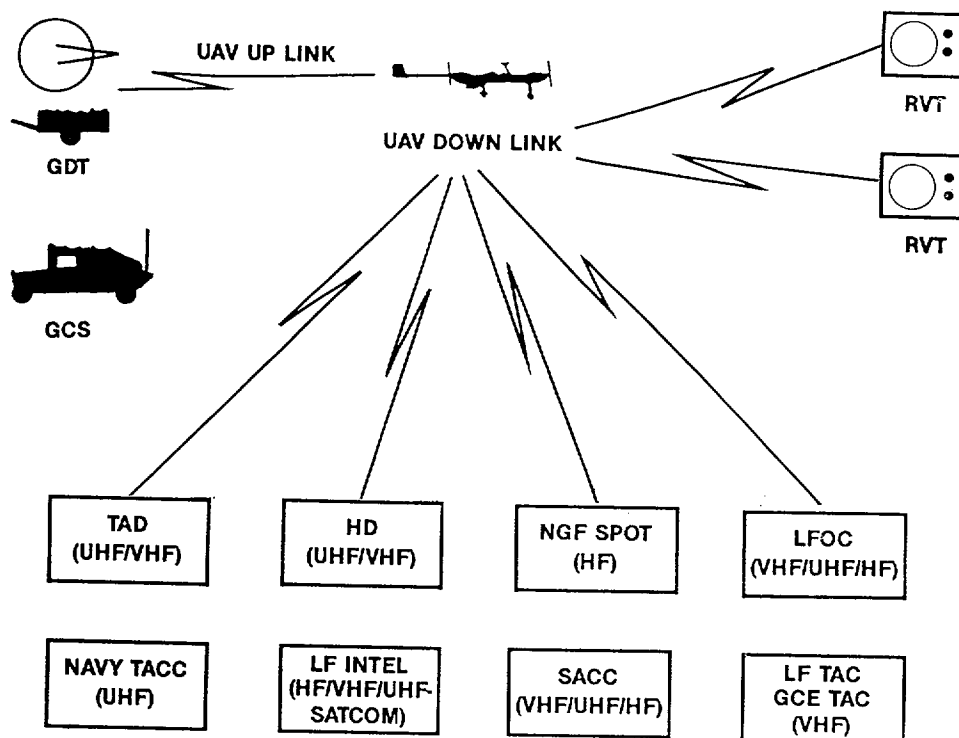 UAV UP LINK
RVT
GDT
UAV DOWN LINK
RVT
GCS
TAD
(UHF/VHF)
HD
(UHF/VHF)
NGF SPOT
(HF)
LFOC
(VHF/UHF/HF)
NAVY TACC
(UHF)
LF INTEL
(HF/VHF/UHF-
SATCOM)
SACC
(VHF/UHF/HF)
LF TAC
GCE TAC
(VHF)